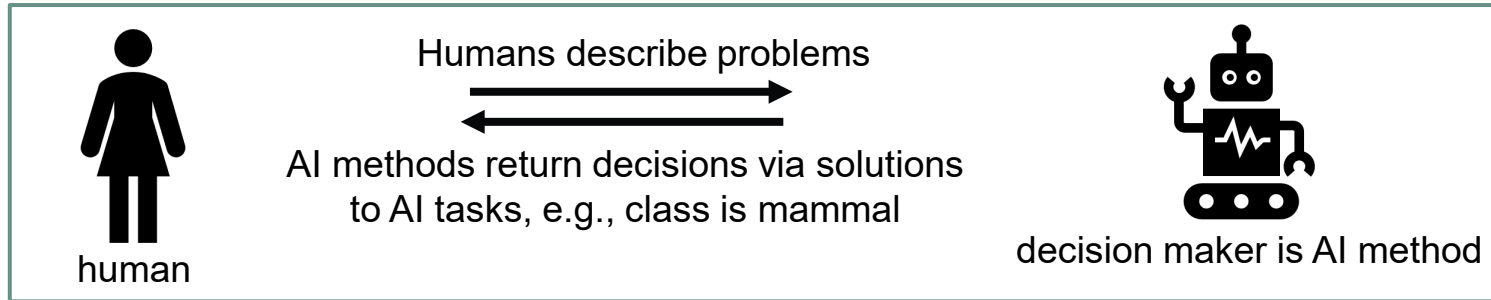 Humans describe problems
AI methods return decisions via solutions
to AI tasks, e.g., class is mammal
human
decision maker is AI method